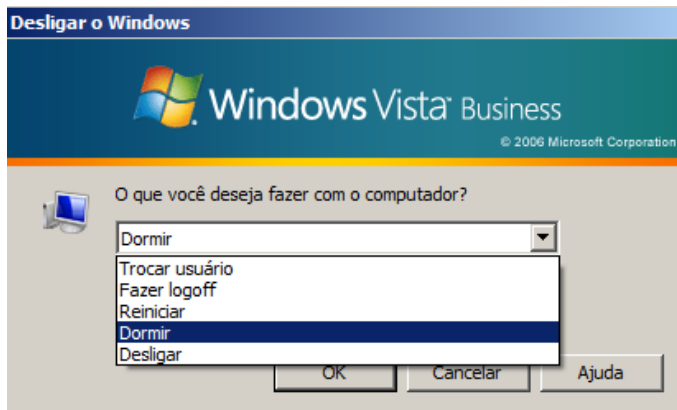 Desligar o Windows
Windows Vista™ Business
© 2006 Microsoft Corporation
O que você deseja fazer com o computador?
Dormir
Trocar usuário
Fazer logoff
Reiniciar
Dormir
Desligar
OK Cancelar Ajuda